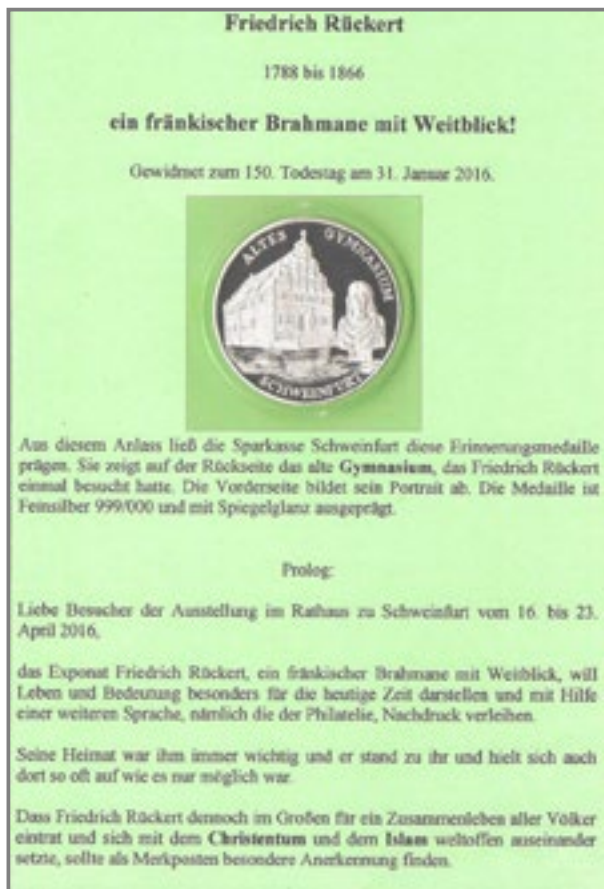 Friedrich Rückert
1788 bis 1866
ein fränkischer Brahmane mit Weitblick!
Gewidmet zum 150. Todestag am 31. Januar 2016.
ALTES GYMNASIUM
SCHWEINFURT
Aus diesem Anlass ließ die Sparkasse Schweinfurt diese Erinnerungsmedaille
prägen. Sie zeigt auf der Rückseite das alte Gymnasium, das Friedrich Rückert
einmal besucht hatte. Die Vorderseite bildet sein Portrait ab. Die Medaille ist
Feinsilber 999/000 und mit Spiegelglanz ausgeprägt.
Prolog:
Liebe Besucher der Ausstellung im Rathaus zu Schweinfurt vom 16. bis 23.
April 2016,
das Exponat Friedrich Rückert, ein fränkischer Brahmane mit Weitblick, will
Leben und Bedeutung besonders für die heutige Zeit darstellen und mit Hilfe
einer weiteren Sprache, nämlich die der Philatelie, Nachdruck verleihen.
Seine Heimat war ihm immer wichtig und er stand zu ihr und hielt sich auch
dort so oft auf wie es nur möglich war.
Dass Friedrich Rückert dennoch im Großen für ein Zusammenleben aller Völker
eintrat und sich mit dem Christentum und dem Islam weltoffen auseinander
setzte, sollte als Merkposten besondere Anerkennung finden.